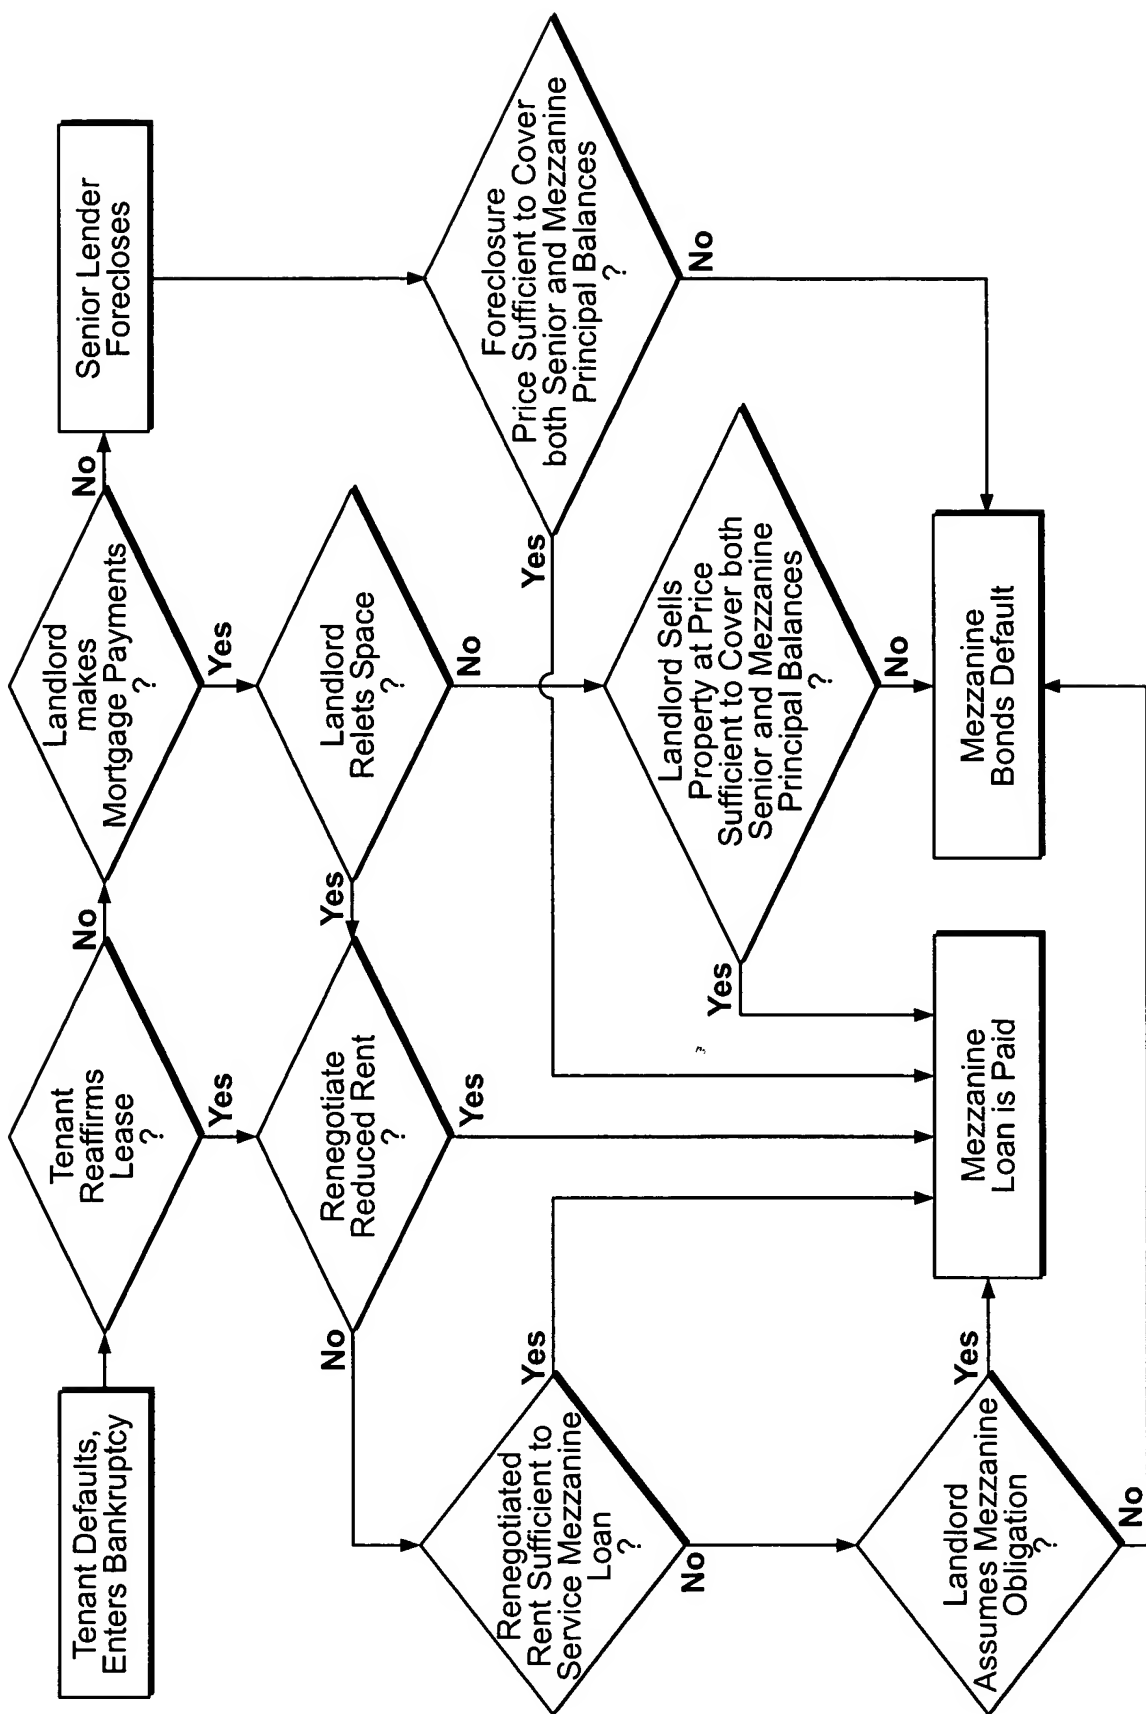 Tenant Defaults,
Enters Bankruptcy
Tenant
Reaffirms
Lease
?
No
Yes
Landlord
makes
Mortgage Payments
?
No
Yes
Senior Lender
Forecloses
Renegotiate
Reduced Rent
?
No
Yes
Landlord
Relets Space
?
Yes
No
Foreclosure
Price Sufficient to Cover
both Senior and Mezzanine
Principal Balances
?
Yes
No
Renegotiated
Rent Sufficient to
Service Mezzanine
Loan
?
Yes
No
Landlord Sells
Property at Price
Sufficient to Cover both
Senior and Mezzanine
Principal Balances
?
Yes
No
Landlord
Assumes Mezzanine
Obligation
?
Yes
No
Mezzanine
Loan is Paid
Mezzanine
Bonds Default